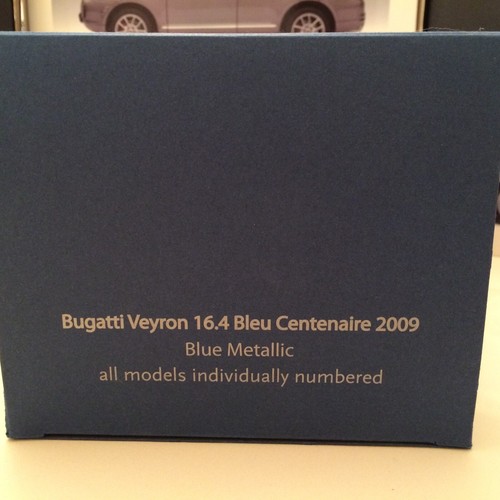 Bugatti Veyron 16.4 Bleu Centenaire 2009
Blue Metallic
all models individually numbered